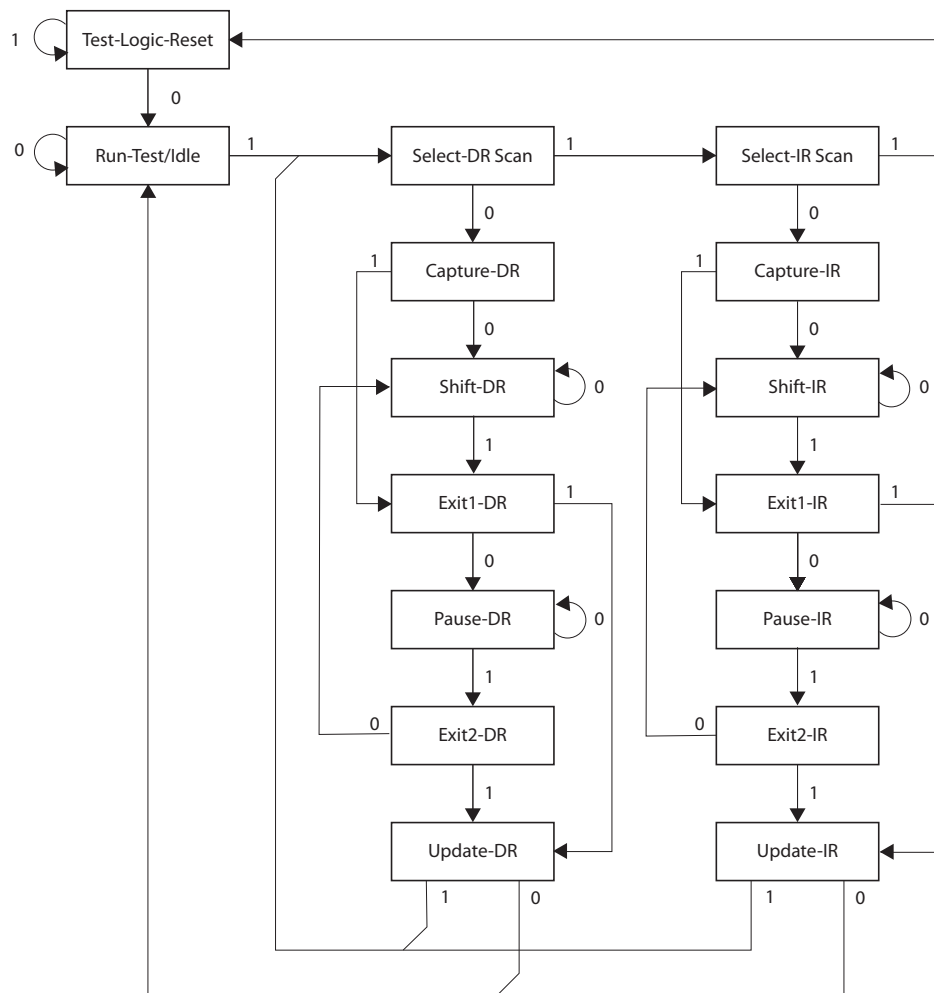 1
Test-Logic-Reset
0
0
Run-Test/Idle
1
Select-DR Scan
1
Select-IR Scan
1
0
0
1
Capture-DR
1
Capture-IR
0
0
Shift-DR
0
Shift-IR
0
1
1
Exit1-DR
1
Exit1-IR
1
0
0
Pause-DR
0
Pause-IR
0
1
1
0
Exit2-DR
0
Exit2-IR
1
1
Update-DR
Update-IR
1
0
1
0